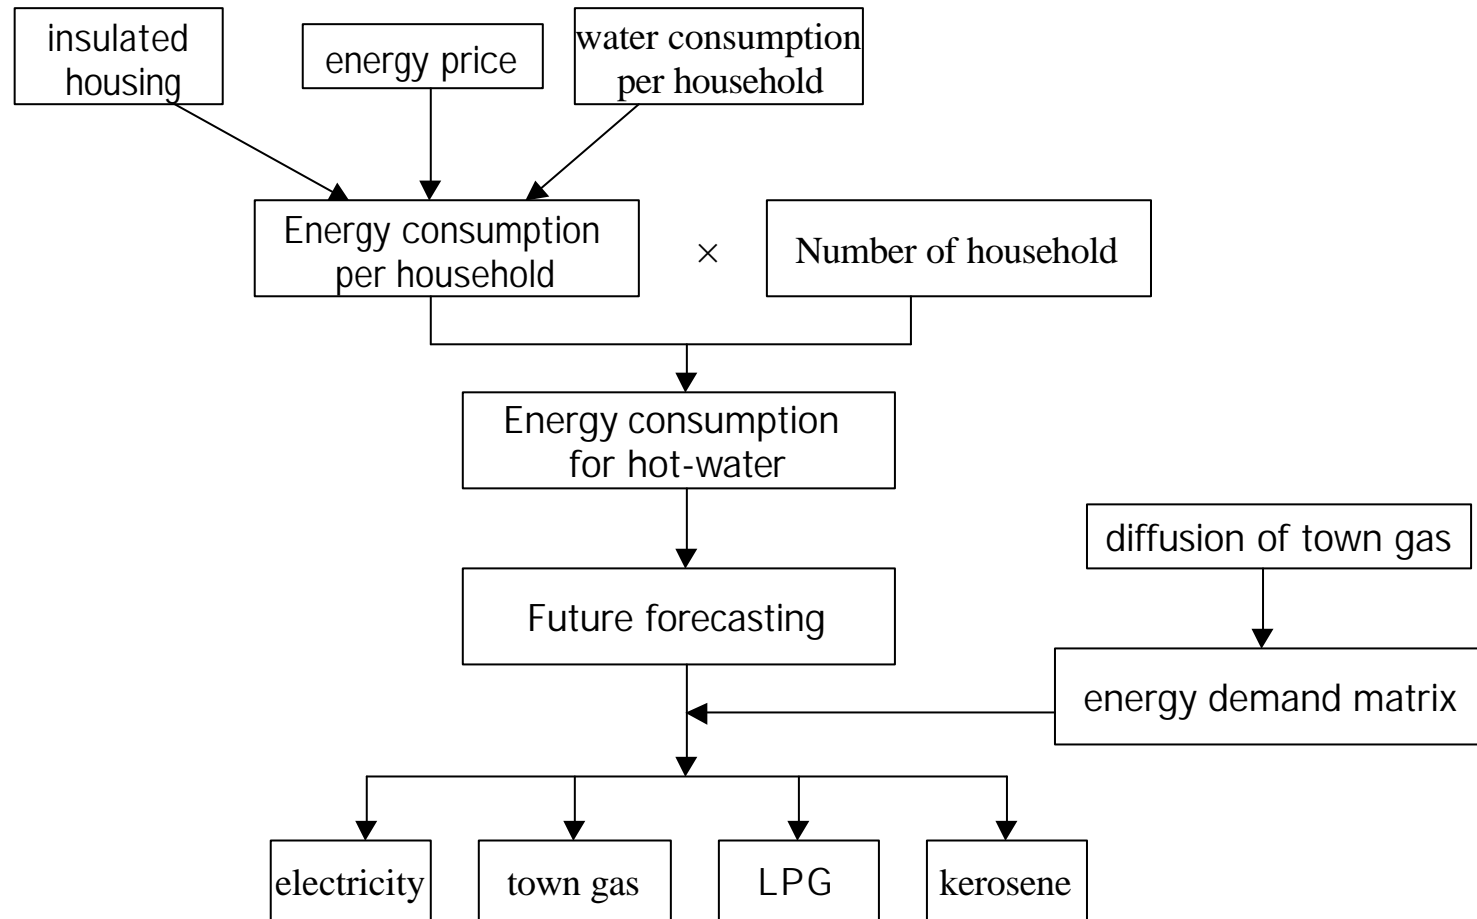 insulated
housing
energy price
water consumption
per household
Energy consumption
per household
×
Number of household
Energy consumption
for hot-water
diffusion of town gas
Future forecasting
energy demand matrix
electricity
town gas
LPG
kerosene